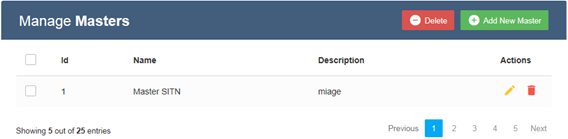 Manage Masters
Delete
Add New Master
Id Name Description Actions
1 Master SITN miage
Showing 5 out of 25 entries
Previous 1 2 3 4 5 Next